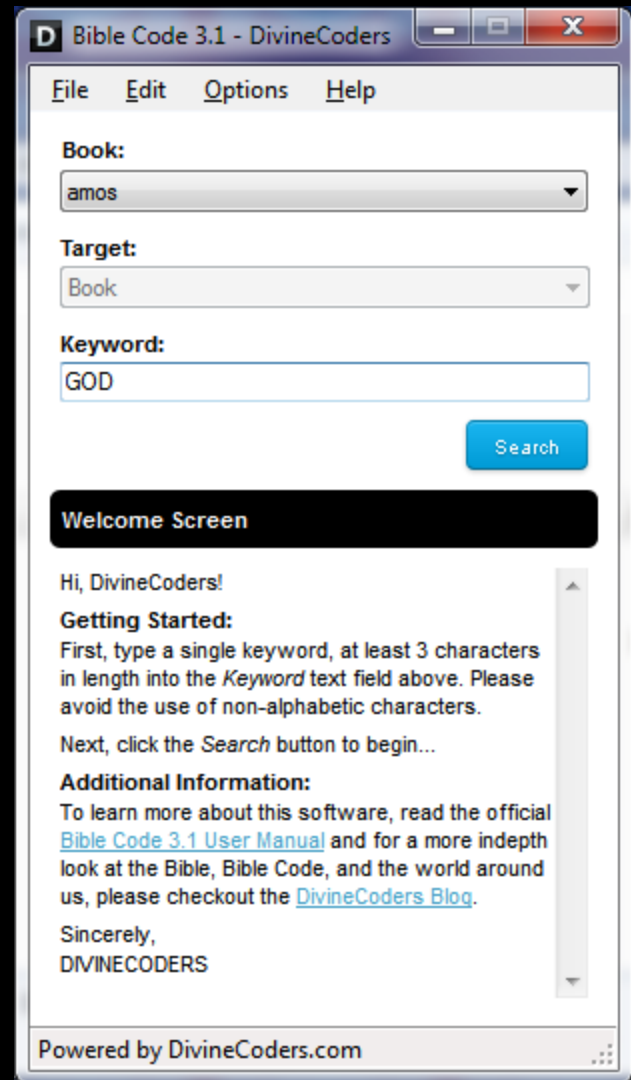 D Bible Code 3.1 - DivineCoders
File Edit Options Help
Book:
amos
Target:
Book
Keyword:
GOD
Search
Welcome Screen
Hi, DivineCoders!
Getting Started:
First, type a single keyword, at least 3 characters
in length into the Keyword text field above. Please
avoid the use of non-alphabetic characters.
Next, click the Search button to begin...
Additional Information:
To learn more about this software, read the official
Bible Code 3.1 User Manual and for a more indepth
look at the Bible, Bible Code, and the world around
us, please checkout the DivineCoders Blog.
Sincerely,
DIVINECODERS
Powered by DivineCoders.com